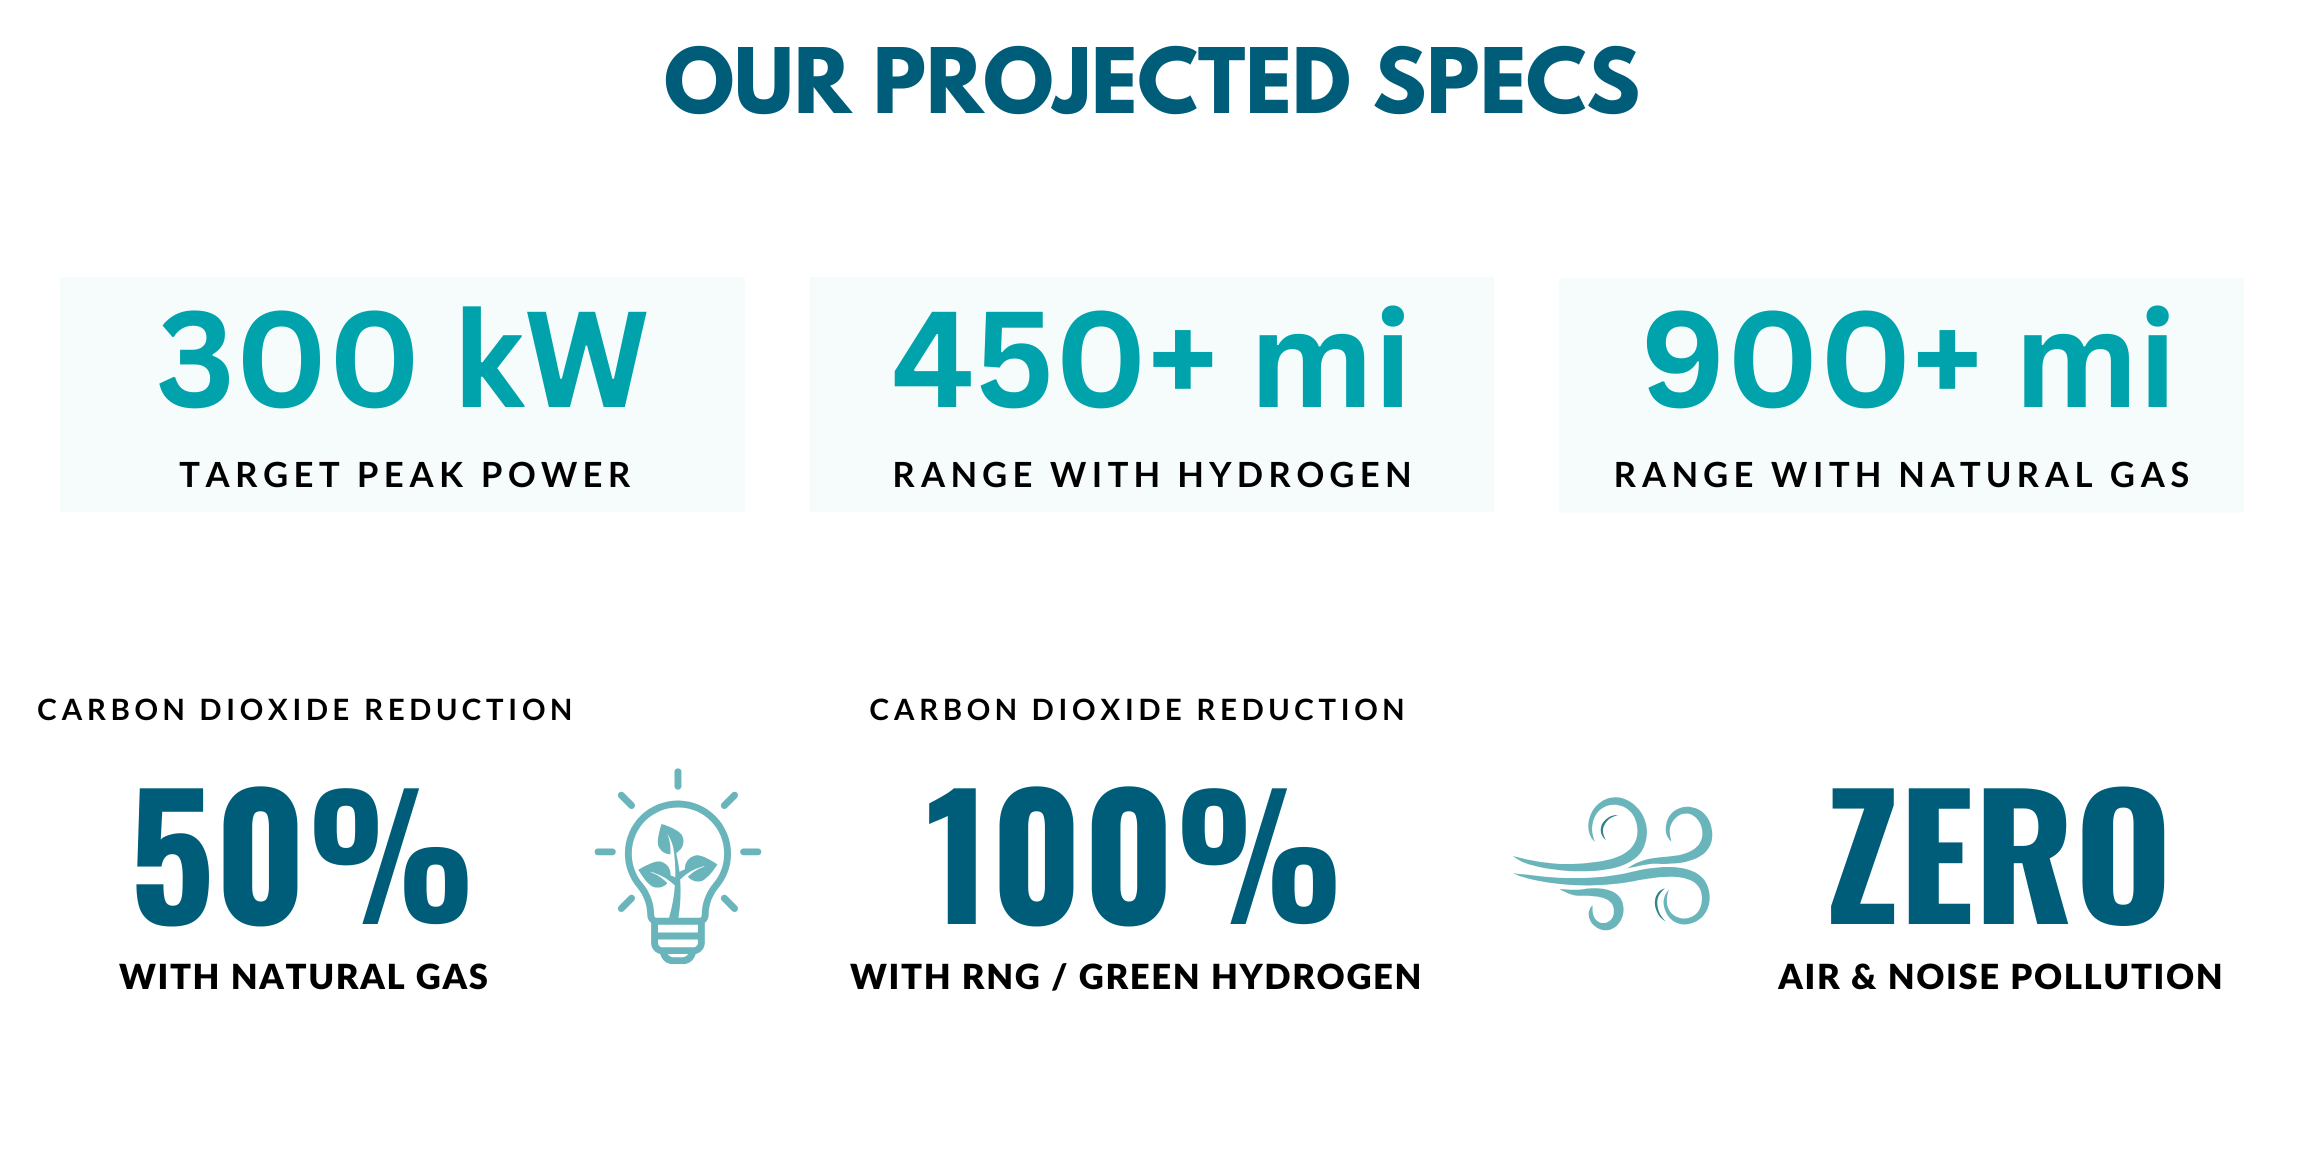 OUR PROJECTED SPECS
300 kW
TARGET PEAK POWER
450+ mi
RANGE WITH HYDROGEN
900+ mi
RANGE WITH NATURAL GAS
CARBON DIOXIDE REDUCTION
50%
WITH NATURAL GAS
CARBON DIOXIDE REDUCTION
100%
WITH RNG / GREEN HYDROGEN
ZERO
AIR & NOISE POLLUTION